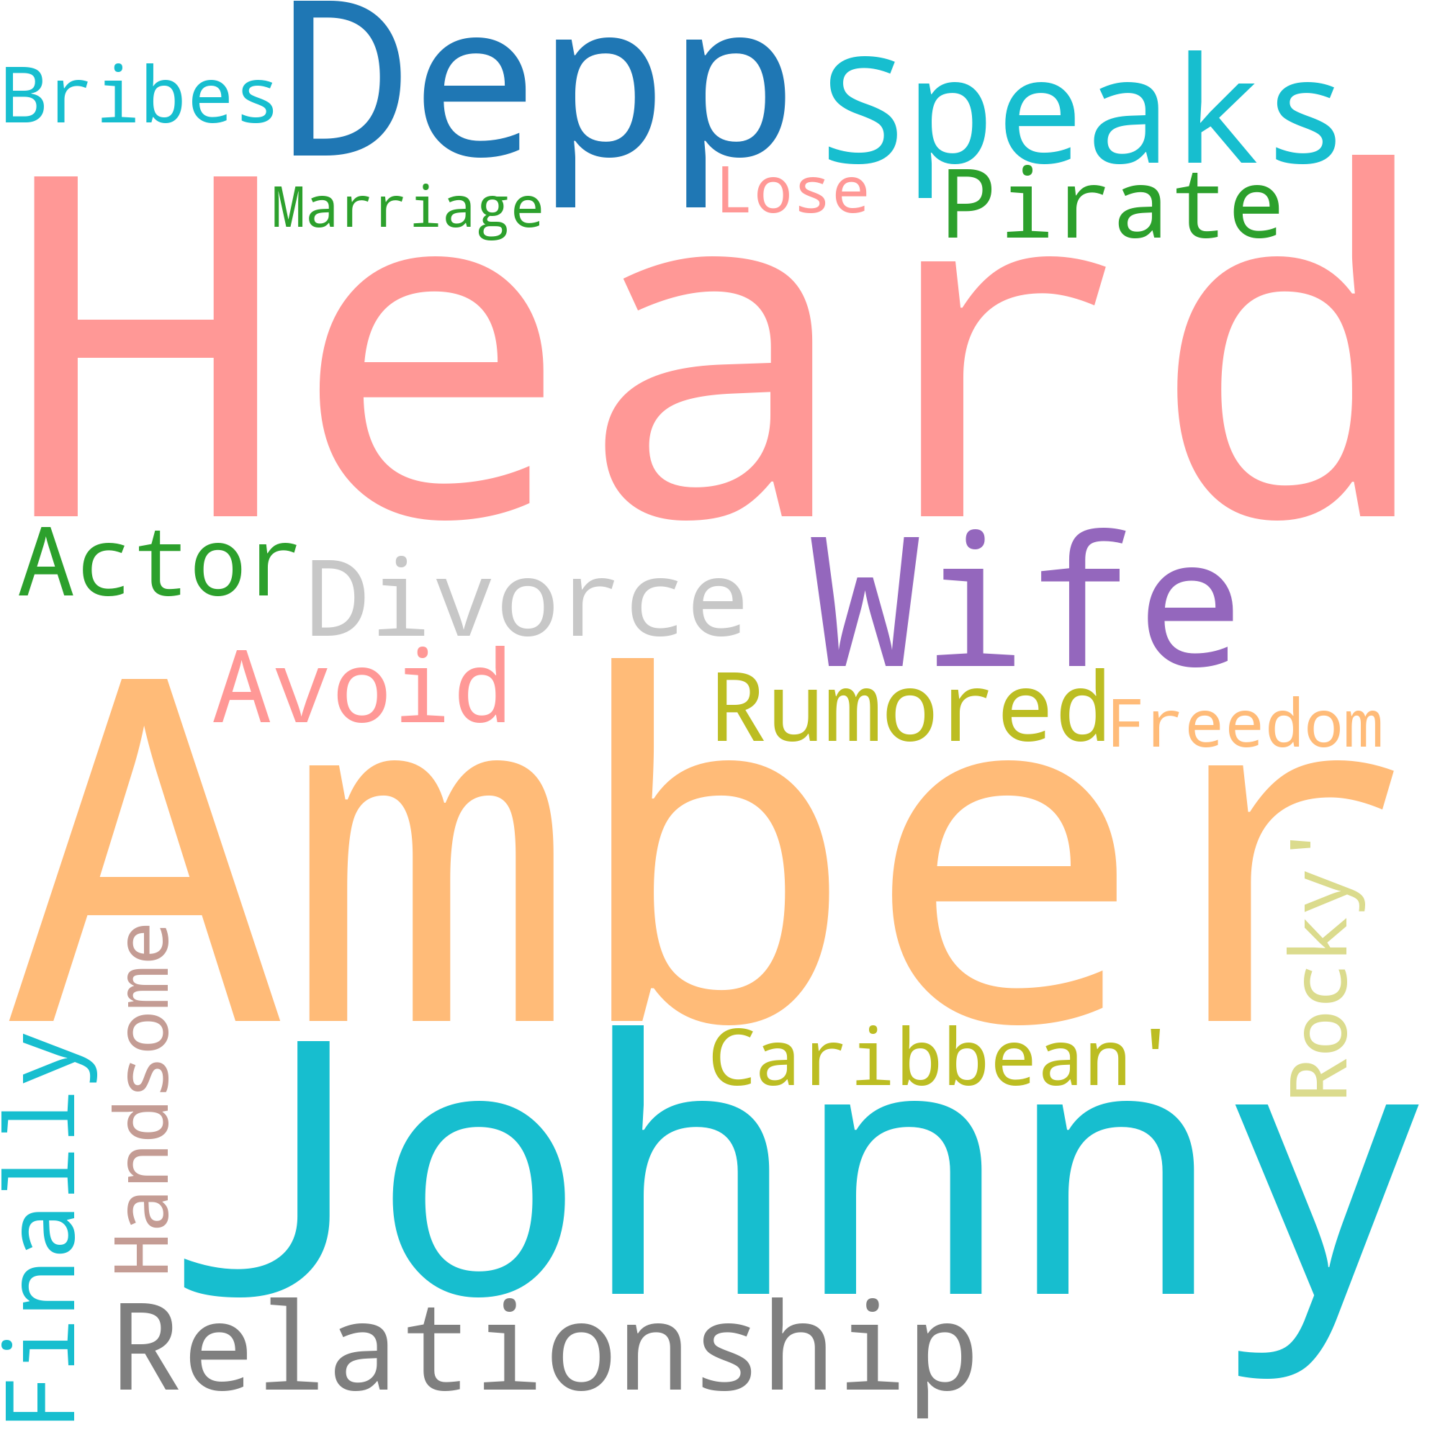 Depp
Bribes
Speaks
Marriage
Lose
Pirate
Heard
Actor
Divorce
Wife
Avoid
Rumored
Freedom
Amber
Rocky'
Handsome
Finally
Caribbean'
Johnny
Relationship